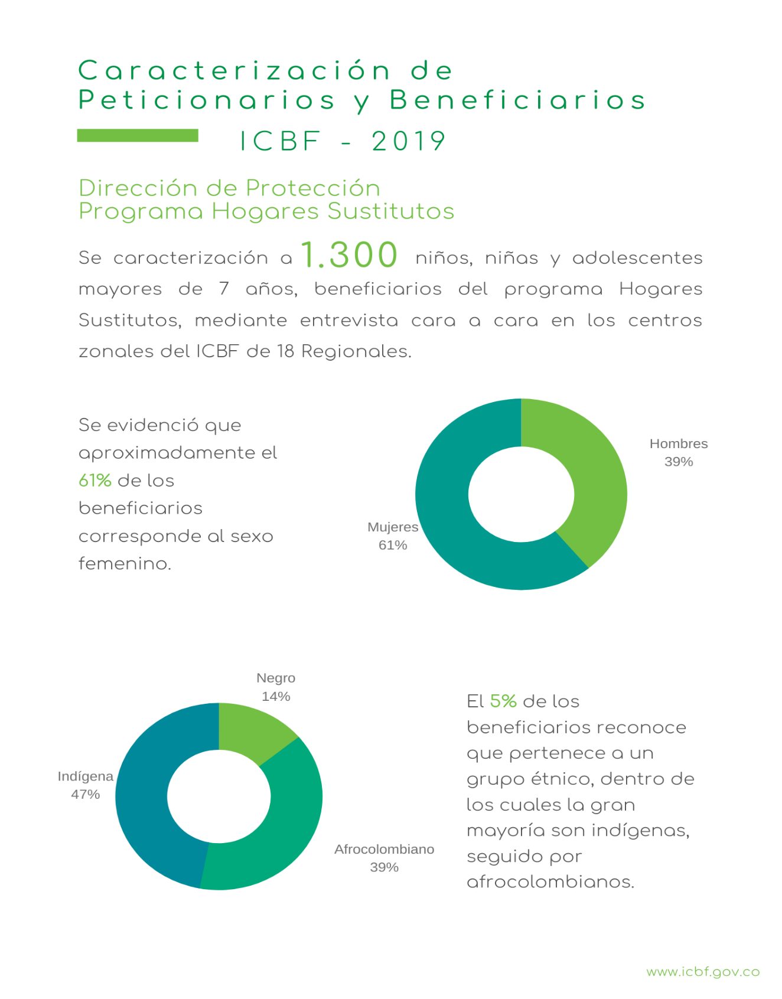 Caracterización de
Peticionarios y Beneficiarios
ICBF - 2019
Dirección de Protección
Programa Hogares Sustitutos
Se caracterización a 1.300 niños, niñas y adolescentes
mayores de 7 años, beneficiarios del programa Hogares
Sustitutos, mediante entrevista cara a cara en los centros
zonales del ICBF de 18 Regionales.
Se evidenció que
aproximadamente el
61% de los
beneficiarios
corresponde al sexo
femenino.
Hombres
39%
Mujeres
61%
Negro
14%
Indígena
47%
Afrocolombiano
39%
El 5% de los
beneficiarios reconoce
que pertenece a un
grupo étnico, dentro de
los cuales la gran
mayoría son indígenas,
seguido por
afrocolombianos.
www.icbf.gov.co